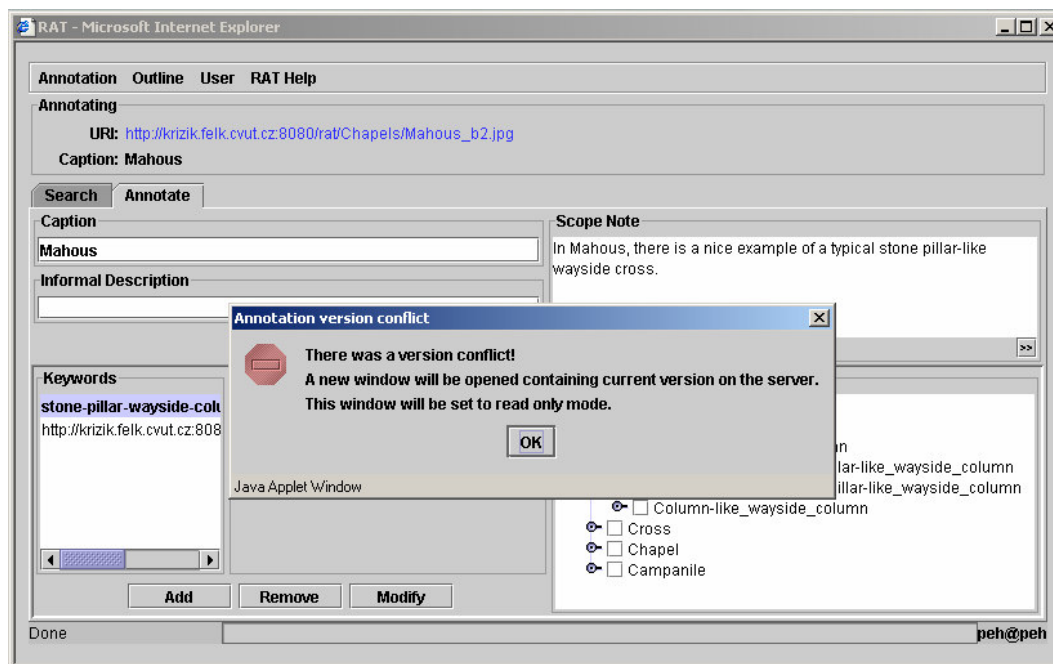 RAT - Microsoft Internet Explorer
Annotation Outline User RAT Help
Annotating
URI: http://krizik.felk.cvut.cz:8080/rat/Chapels/Mahous_b2.jpg
Caption: Mahous
Search Annotate
Caption
Mahous
Informal Description
Scope Note
In Mahous, there is a nice example of a typical stone pillar-like
wayside cross.
>>
Annotation version conflict
There was a version conflict!
A new window will be opened containing current version on the server.
This window will be set to read only mode.
OK
Java Applet Window
Keywords
stone-pillar-wayside-colu
http://krizik.felk.cvut.cz:808
n
lar-like_wayside_column
illar-like_wayside_column
Column-like_wayside_column
Cross
Chapel
Campanile
Add Remove Modify
Done
peh@peh